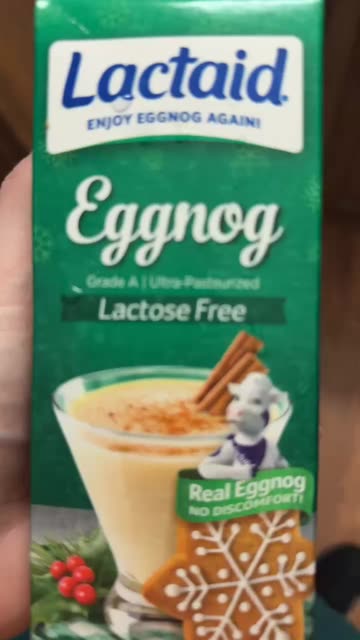 Lactaid
ENJOY EGGNOG AGAIN!
Eggnog
Grade A | Ultra-Pasteurized
Lactose Free
Real Eggnog
NO DISCOMFORT!